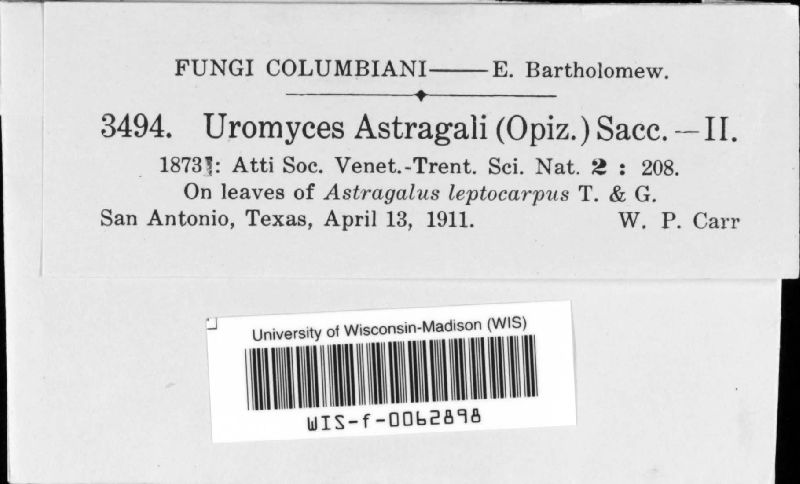 FUNGI COLUMBIANI——E. Bartholomew.
3494. Uromyces Astragali (Opiz.) Sacc. — II.
1873: Atti Soc. Venet.-Trent. Sci. Nat. 2 : 208.
On leaves of Astragalus leptocarpus T. & G.
San Antonio, Texas, April 13, 1911. W. P. Carr
University of Wisconsin-Madison (WIS)
WIS-f-0062898